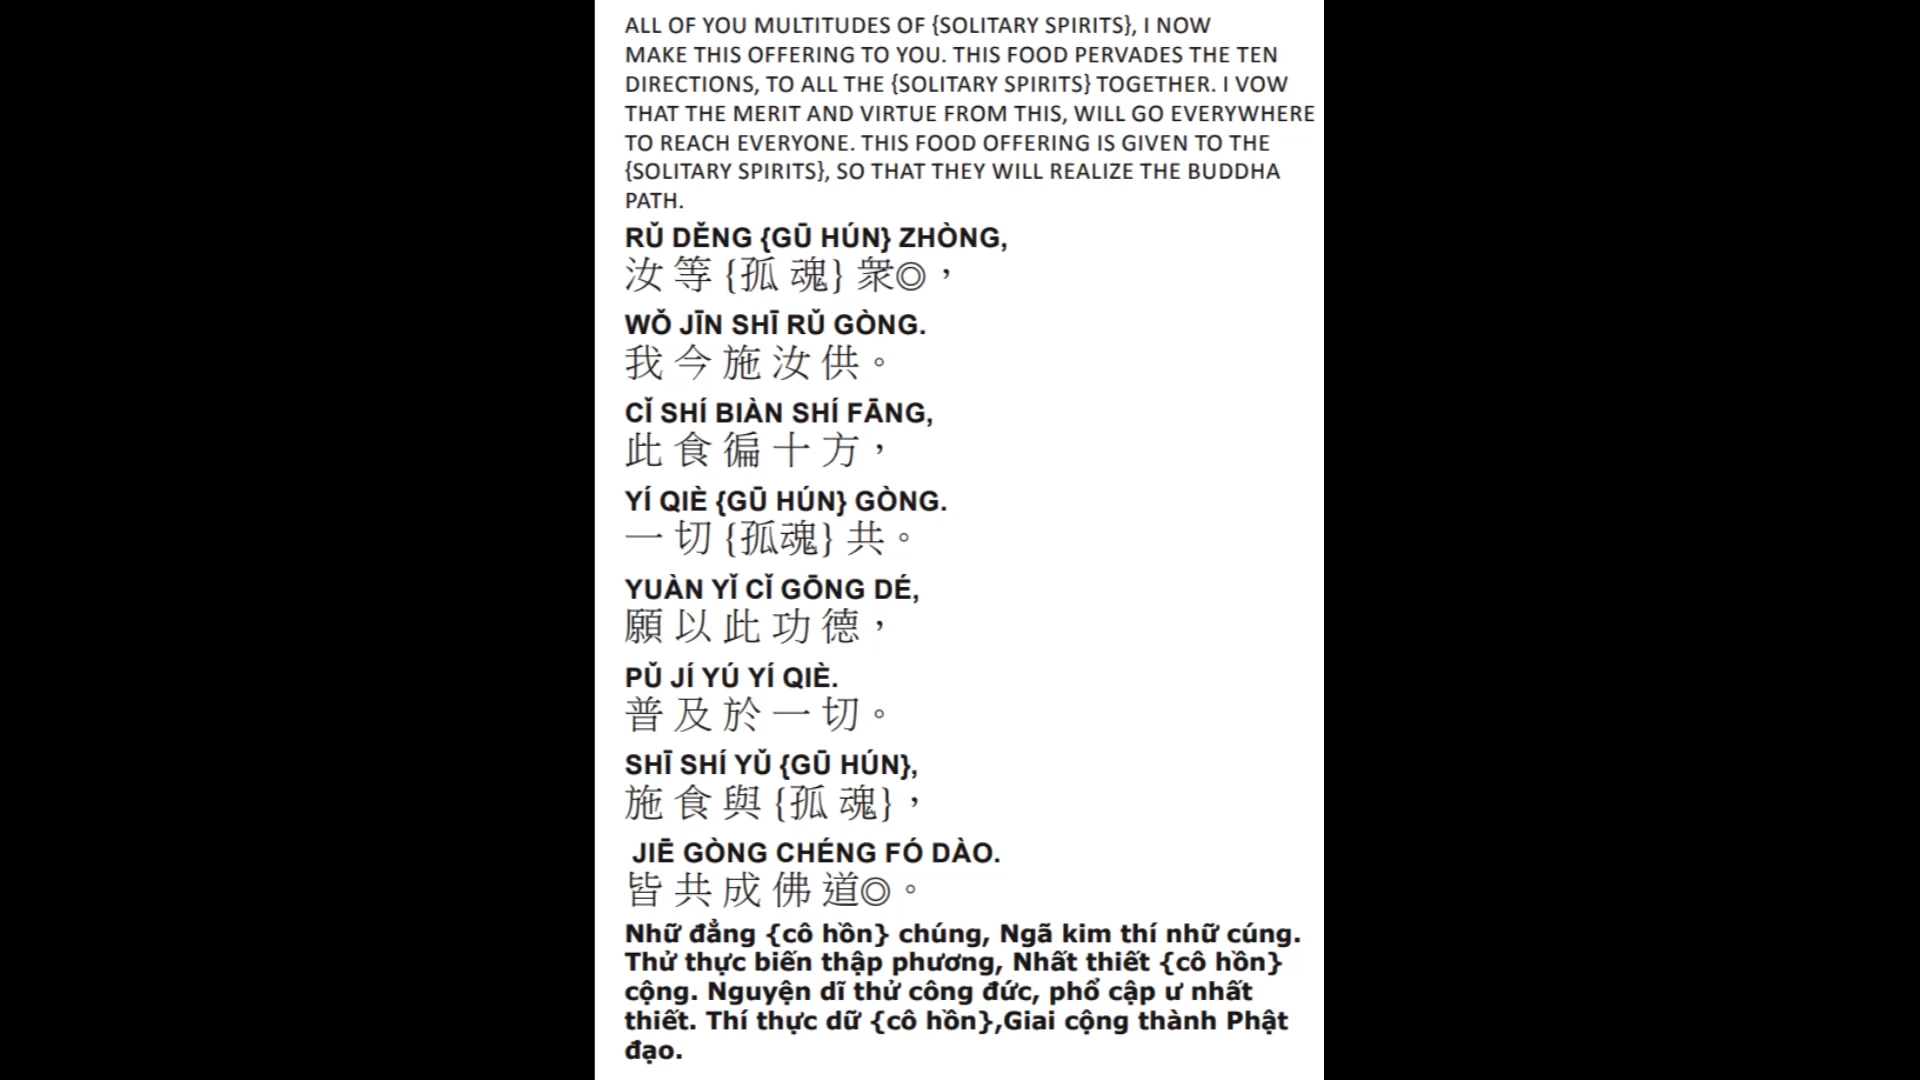 ALL OF YOU MULTITUDES OF {SOLITARY SPIRITS}, I NOW
MAKE THIS OFFERING TO YOU. THIS FOOD PERVADES THE TEN
DIRECTIONS, TO ALL THE {SOLITARY SPIRITS} TOGETHER. I VOW
THAT THE MERIT AND VIRTUE FROM THIS, WILL GO EVERYWHERE
TO REACH EVERYONE. THIS FOOD OFFERING IS GIVEN TO THE
{SOLITARY SPIRITS}, SO THAT THEY WILL REALIZE THE BUDDHA
PATH.
RǓ DĚNG {GŪ HÚN} ZHÒNG,
汝 等 {孤 魂} 衆◎，
WǑ JĪN SHĪ RǓ GÒNG.
我 今 施 汝 供。
CǏ SHÍ BIÀN SHÍ FĀNG,
此 食 徧 十 方，
YÍ QIÈ {GŪ HÚN} GÒNG.
一 切 {孤魂} 共。
YUÀN YǏ CǏ GŌNG DÉ,
願 以 此 功 德，
PǓ JÍ YÚ YÍ QIÈ.
普 及 於 一 切。
SHĪ SHÍ YǓ {GŪ HÚN},
施 食 與 {孤 魂}，
JIĒ GÒNG CHÉNG FÓ DÀO.
皆 共 成 佛 道◎。
Nhữ đẳng {cô hồn} chúng, Ngã kim thí nhữ cúng.
Thử thực biến thập phương, Nhất thiết {cô hồn}
cộng. Nguyện dĩ thử công đức, phổ cập ư nhất
thiết. Thí thực dữ {cô hồn},Giai cộng thành Phật
đạo.